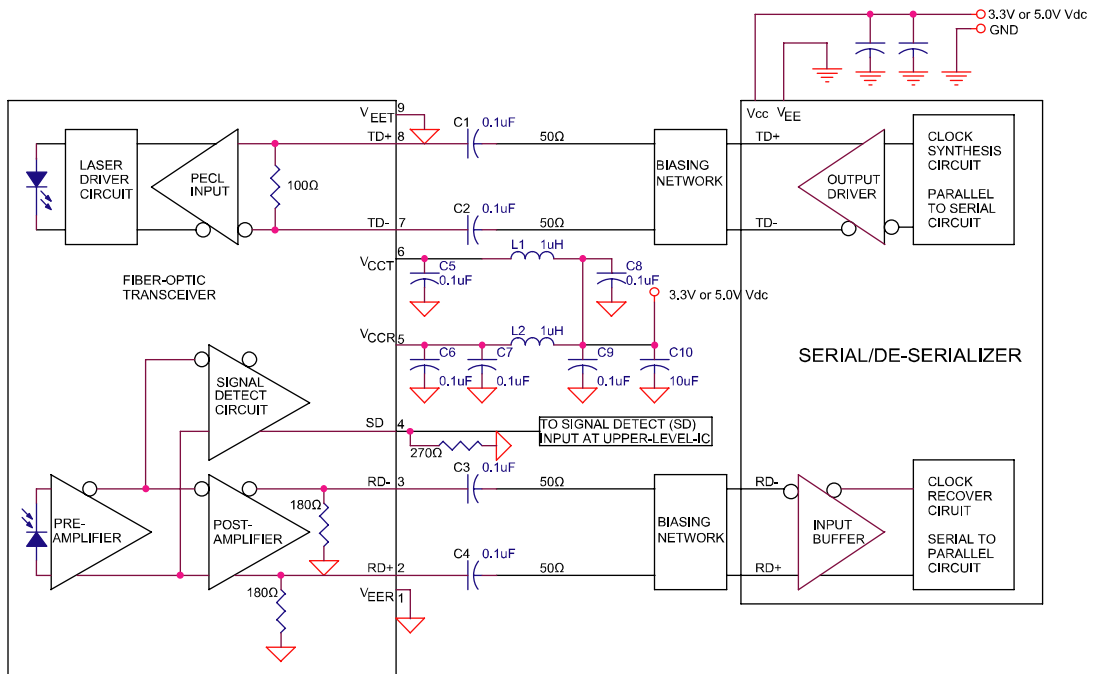 3.3V or 5.0V Vdc
GND
Vcc
VEE
VEET
9
TD+
8
C1
0.1uF
50Ω
LASER
DRIVER
CIRCUIT
PECL
INPUT
100Ω
BIASING
NETWORK
TD+
OUTPUT
DRIVER
CLOCK
SYNTHESIS
CIRCUIT
PARALLEL
TO SERIAL
CIRCUIT
TD-
7
C2
0.1uF
50Ω
TD-
FIBER-OPTIC
TRANSCEIVER
VCCT
6
C5
0.1uF
L1
1uH
C8
0.1uF
3.3V or 5.0V Vdc
VCCR
5
C6
0.1uF
C7
0.1uF
L2
1uH
C9
0.1uF
C10
10uF
SERIAL/DE-SERIALIZER
SIGNAL
DETECT
CIRCUIT
SD
4
270Ω
TO SIGNAL DETECT (SD)
INPUT AT UPPER-LEVEL-IC
PRE-
AMPLIFIER
POST-
AMPLIFIER
180Ω
RD-
3
C3
0.1uF
50Ω
BIASING
NETWORK
RD-
INPUT
BUFFER
CLOCK
RECOVER
CIRUIT
SERIAL TO
PARALLEL
CIRCUIT
180Ω
RD+
2
C4
0.1uF
50Ω
RD+
VEER
1